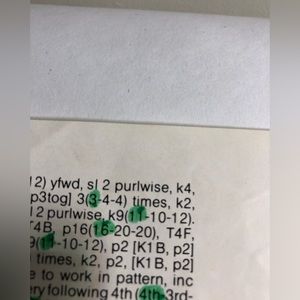 12) yfwd, sl 2 purlwise, k4,
p3tog] 3(3-4-4) times, k2,
l 2 purlwise, k9(11-10-12).
T4B, p16(16-20-20), T4F,
9(11-10-12), p2 [K1B, p2]
times, k2, p2, [K1B, p2]
e to work in pattern, inc
ry following 4th (4th-3rd-